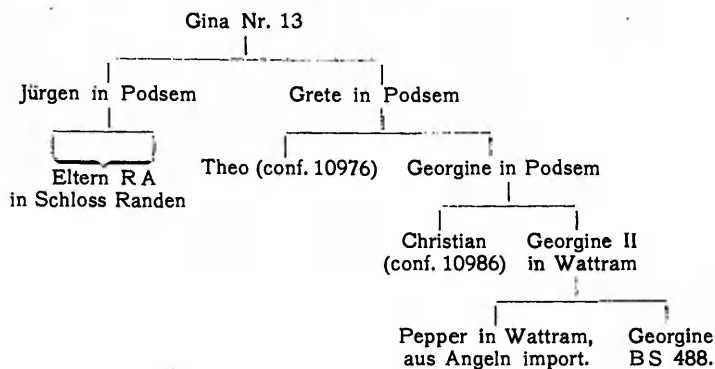 Gina Nr. 13
Jürgen in Podsem
Grete in Podsem
Eltern R A
in Schloss Randen
Theo (conf. 10976)
Georgine in Podsem
Christian
(conf. 10986)
Georgine II
in Wattram
Pepper in Wattram,
aus Angeln import.
Georgine
BS 488.